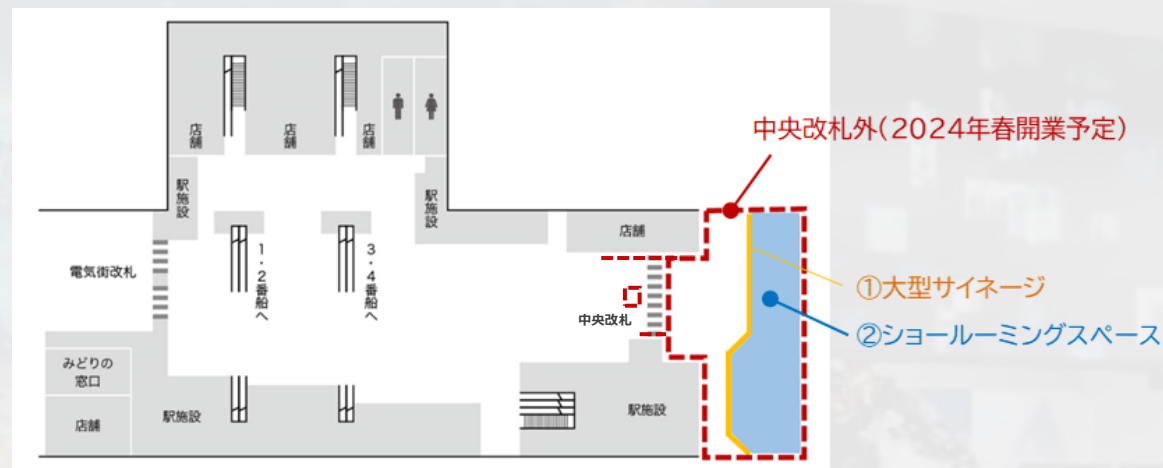 店舗
店舗
店舗
駅施設
駅施設
中央改札外(2024年春開業予定)
店舗
電気街改札
1・2番船へ
3・4番船へ
①大型サイネージ
中央改札
②ショールーミングスペース
みどりの
窓口
店舗
駅施設
駅施設